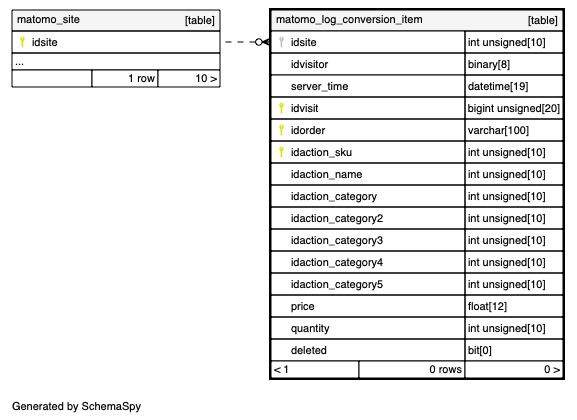 matomo_site [table]
idsite
...
1 row 10 >
matomo_log_conversion_item [table]
idsite int unsigned[10]
idvisitor binary[8]
server_time datetime[19]
idvisit bigint unsigned[20]
idorder varchar[100]
idaction_sku int unsigned[10]
idaction_name int unsigned[10]
idaction_category int unsigned[10]
idaction_category2 int unsigned[10]
idaction_category3 int unsigned[10]
idaction_category4 int unsigned[10]
idaction_category5 int unsigned[10]
price float[12]
quantity int unsigned[10]
deleted bit[0]
< 1 0 rows 0 >
Generated by SchemaSpy